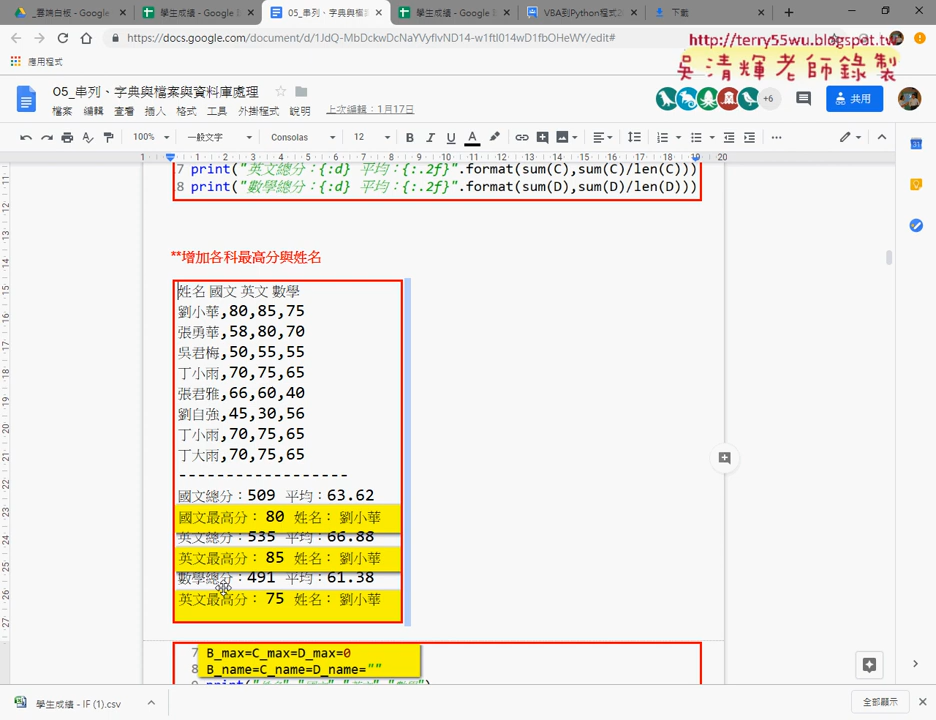 _雲端白板 - Google
學生成績 - Google 
05_串列、字典與檔
學生成績 - Google
VBA到Python程式
下載
https://docs.google.com/document/d/1JdQ-MbDckwDcNaVYvflvND14-w1ftI014wD1fbOHeWY/edit#
http://terry55wu.blogspot.tw
吳清輝老師錄製
應用程式
05_串列、字典與檔案與資料庫處理
檔案 編輯 查看 插入 格式 工具 外掛程式 說明 上次編輯：1月17日
+6
共用
100% 一般文字 Consolas 12
7 print("英文總分：{:d} 平均：{:.2f}".format(sum(C),sum(C)/len(C)))
8 print("數學總分：{:d} 平均：{:.2f}".format(sum(D),sum(D)/len(D)))
**增加各科最高分與姓名
姓名 國文 英文 數學
劉小華,80,85,75
張勇華,58,80,70
吳君梅,50,55,55
丁小雨,70,75,65
張君雅,66,60,40
劉自強,45,30,56
丁小雨,70,75,65
丁大雨,70,75,65
------------------
國文總分：509 平均：63.62
國文最高分： 80 姓名： 劉小華
英文總分：535 平均：66.88
英文最高分： 85 姓名： 劉小華
數學總分：491 平均：61.38
英文最高分： 75 姓名： 劉小華
7 B_max=C_max=D_max=0
8 B_name=C_name=D_name=""
學生成績 - IF (1).csv
全部顯示